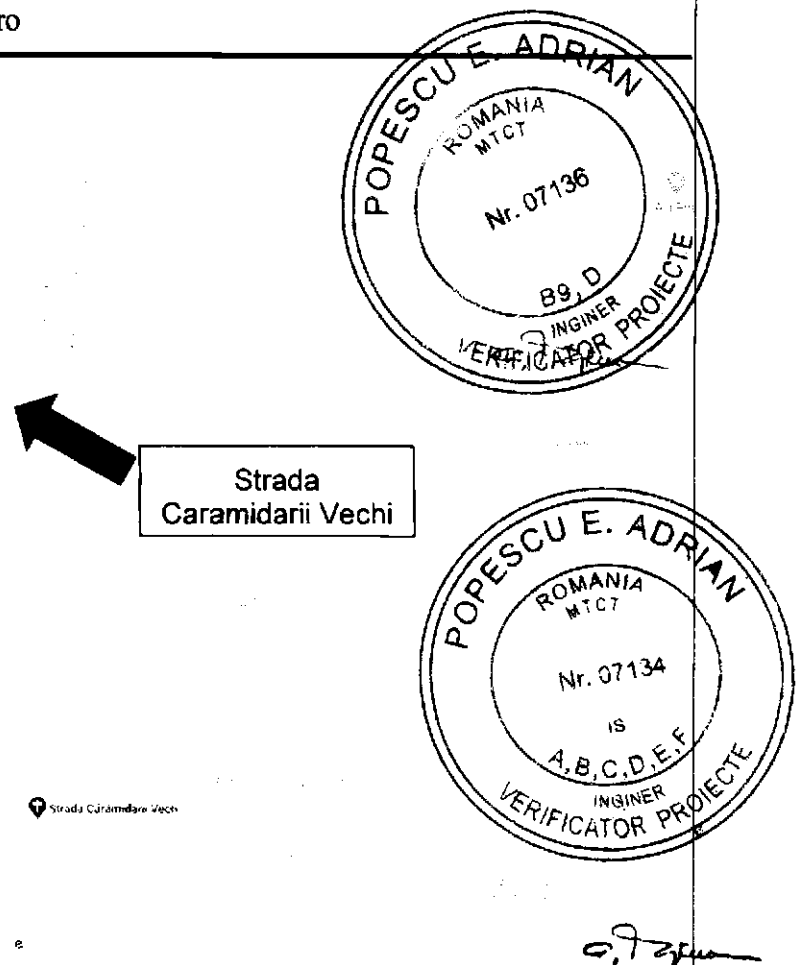 ro
POPESCU E. ADRIAN
ROMANIA
MTCT
Nr. 07136
B9, D
INGINER
VERIFICATOR PROIECTE
Strada
Caramidarii Vechi
POPESCU E. ADRIAN
ROMANIA
MTCT
Nr. 07134
IS
A,B,C,D,E,F
INGINER
VERIFICATOR PROIECTE
Strada Cărămidarii Vechi
e